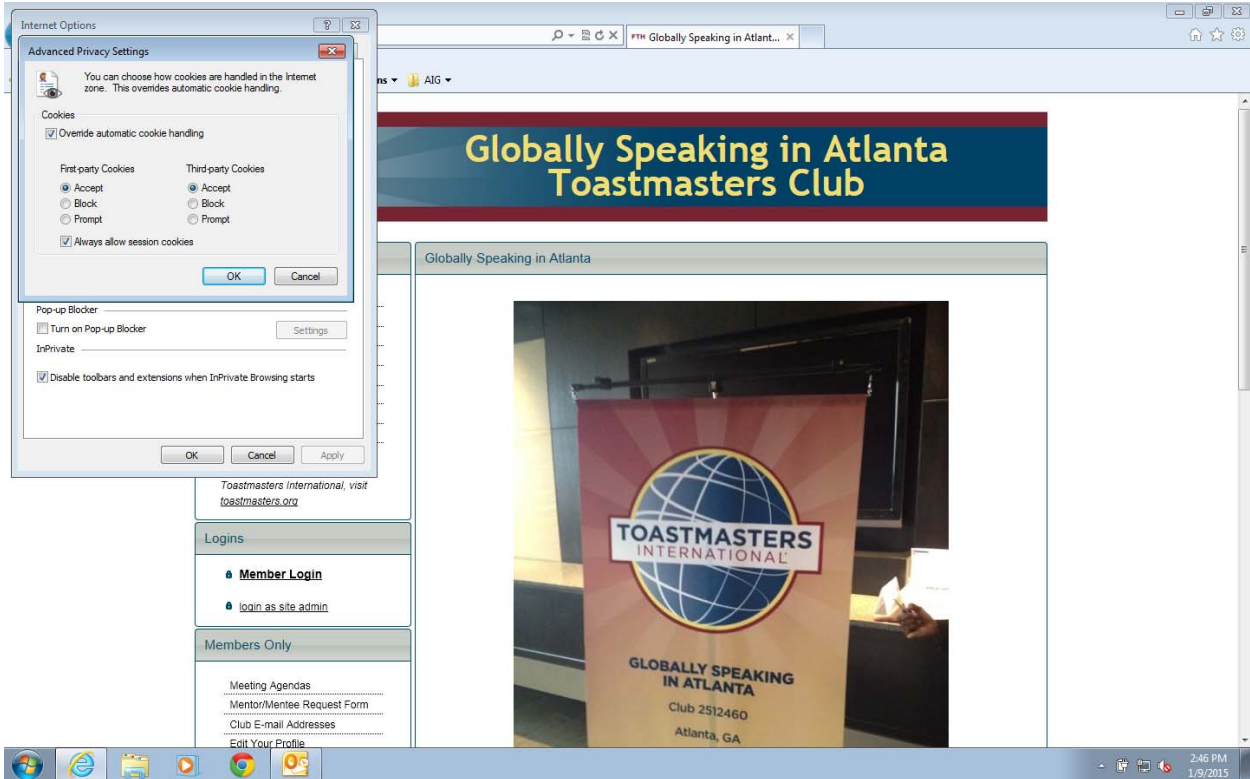 Internet Options
Advanced Privacy Settings
You can choose how cookies are handled in the Internet
zone. This overrides automatic cookie handling.
Cookies
Override automatic cookie handling
First-party Cookies Third-party Cookies
Accept Accept
Block Block
Prompt Prompt
Always allow session cookies
OK Cancel
Pop-up Blocker
Turn on Pop-up Blocker Settings
InPrivate
Disable toolbars and extensions when InPrivate Browsing starts
OK Cancel Apply
FTH Globally Speaking in Atlant...
AIG
Globally Speaking in Atlanta
Toastmasters Club
Toastmasters International, visit
toastmasters.org
Logins
Member Login
login as site admin
Members Only
Meeting Agendas
Mentor/Mentee Request Form
Club E-mail Addresses
Edit Your Profile
Globally Speaking in Atlanta
TOASTMASTERS
INTERNATIONAL
GLOBALLY SPEAKING
IN ATLANTA
Club 2512460
Atlanta, GA
2:46 PM
1/9/2015